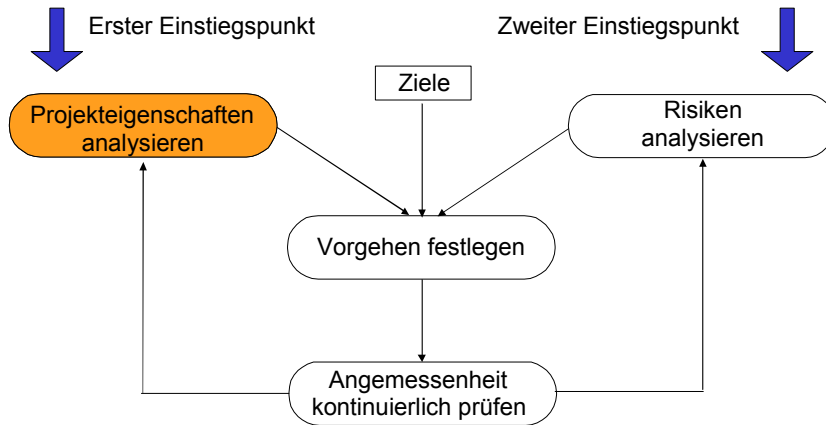 Erster Einstiegspunkt
Zweiter Einstiegspunkt
Ziele
Projekteigenschaften
analysieren
Risiken
analysieren
Vorgehen festlegen
Angemessenheit
kontinuierlich prüfen